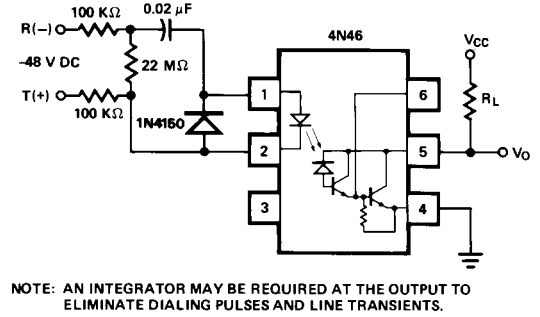 0.02 μF
100 KΩ
R(−)
4N46
VCC
−48 V DC
22 MΩ
1
6
RL
T(+)
100 KΩ
1N4150
2
5
VO
3
4
NOTE: AN INTEGRATOR MAY BE REQUIRED AT THE OUTPUT TO
ELIMINATE DIALING PULSES AND LINE TRANSIENTS.